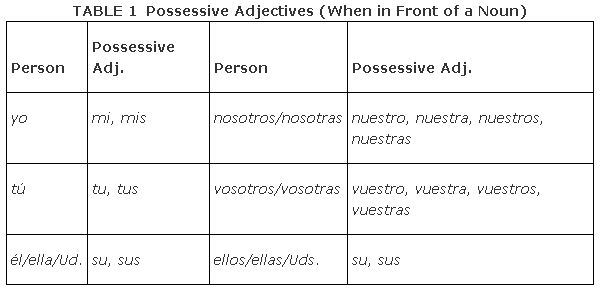 TABLE 1 Possessive Adjectives (When in Front of a Noun)
Person Possessive Adj. Person Possessive Adj.
yo mi, mis nosotros/nosotras nuestro, nuestra, nuestros, nuestras
tú tu, tus vosotros/vosotras vuestro, vuestra, vuestros, vuestras
él/ella/Ud. su, sus ellos/ellas/Uds. su, sus